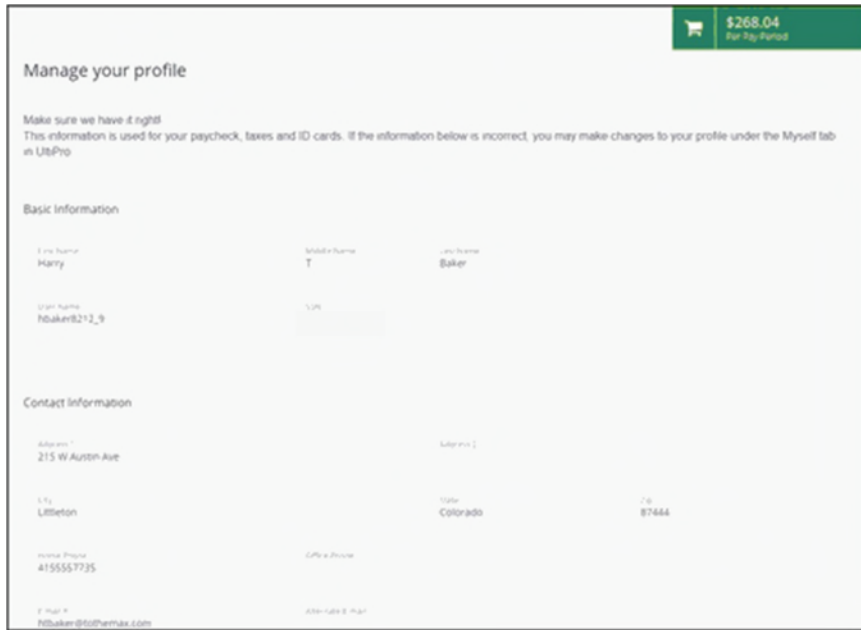 $268.04
Per Pay Period
Manage your profile
Make sure we have it right!
This information is used for your paycheck, taxes and ID cards. If the information below is incorrect, you may make changes to your profile under the Myself tab
in UltiPro
Basic Information
First Name Middle Name Last Name
Harry T Baker
User Name SSN
hbaker8212_9
Contact Information
Address 1 Address 2
215 W Austin Ave
City State Zip
Littleton Colorado 87444
Home Phone Office Phone
4155557735
E-mail Alternate E-mail
htbaker@tothemax.com